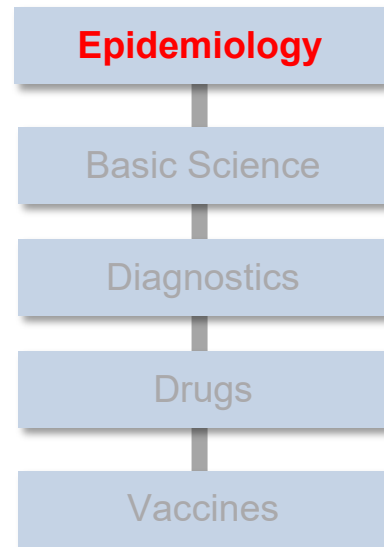 Epidemiology
Basic Science
Diagnostics
Drugs
Vaccines